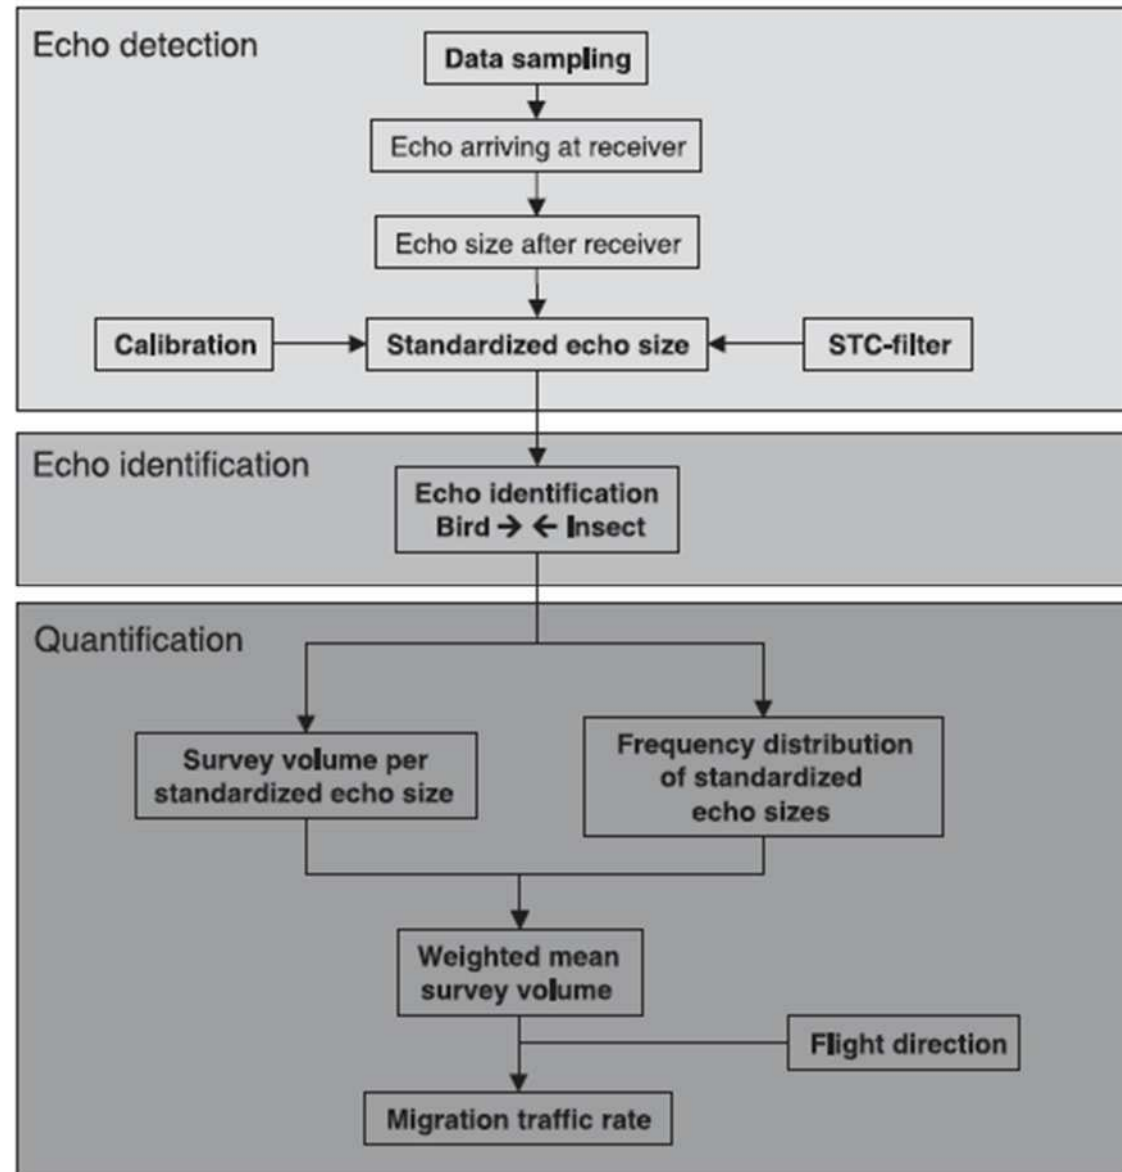 Echo detection
Data sampling
Echo arriving at receiver
Echo size after receiver
Calibration
Standardized echo size
STC-filter
Echo identification
Echo identification
Bird → ← Insect
Quantification
Survey volume per
standardized echo size
Frequency distribution
of standardized
echo sizes
Weighted mean
survey volume
Flight direction
Migration traffic rate